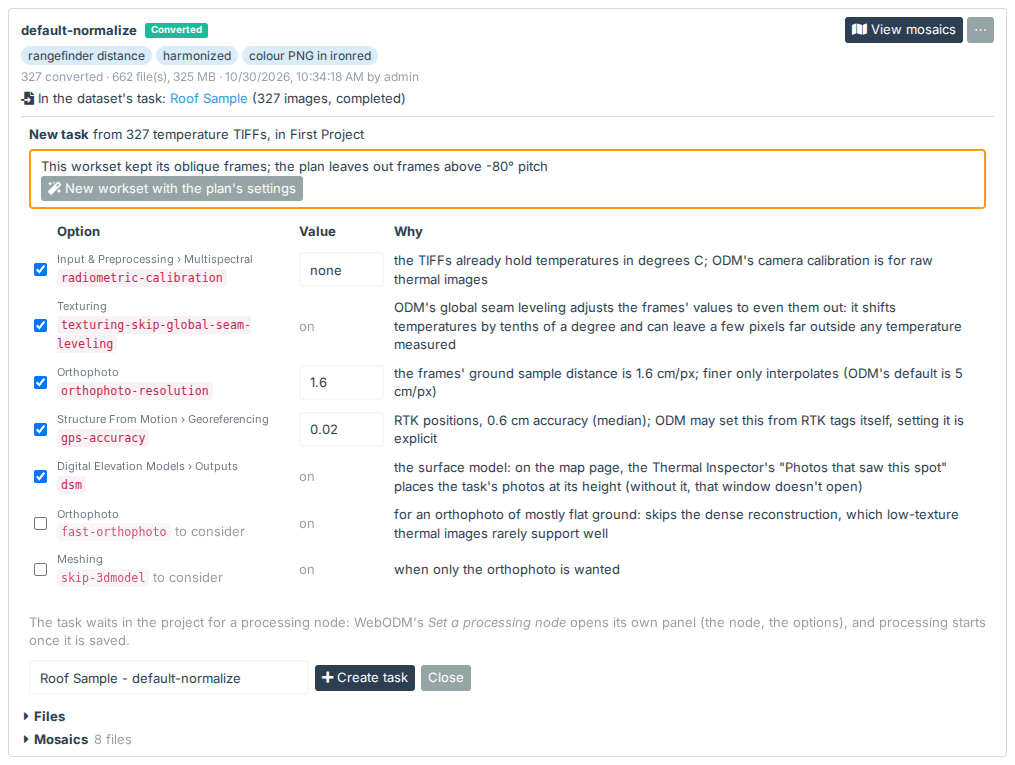 default-normalize Converted View mosaics ...
rangefinder distance harmonized colour PNG in ironred
327 converted · 662 file(s), 325 MB · 10/30/2026, 10:34:18 AM by admin
In the dataset's task: Roof Sample (327 images, completed)
New task from 327 temperature TIFFs, in First Project
This workset kept its oblique frames; the plan leaves out frames above -80° pitch
New workset with the plan's settings
Option Value Why
Input & Preprocessing › Multispectral
radiometric-calibration
none
the TIFFs already hold temperatures in degrees C; ODM's camera calibration is for raw
thermal images
Texturing
texturing-skip-global-seam-
leveling
on
ODM's global seam leveling adjusts the frames' values to even them out: it shifts
temperatures by tenths of a degree and can leave a few pixels far outside any temperature
measured
Orthophoto
orthophoto-resolution
1.6
the frames' ground sample distance is 1.6 cm/px; finer only interpolates (ODM's default is 5
cm/px)
Structure From Motion › Georeferencing
gps-accuracy
0.02
RTK positions, 0.6 cm accuracy (median); ODM may set this from RTK tags itself, setting it is
explicit
Digital Elevation Models › Outputs
dsm
on
the surface model: on the map page, the Thermal Inspector's "Photos that saw this spot"
places the task's photos at its height (without it, that window doesn't open)
Orthophoto
fast-orthophoto to consider
on
for an orthophoto of mostly flat ground: skips the dense reconstruction, which low-texture
thermal images rarely support well
Meshing
skip-3dmodel to consider
on
when only the orthophoto is wanted
The task waits in the project for a processing node: WebODM's Set a processing node opens its own panel (the node, the options), and processing starts
once it is saved.
Roof Sample - default-normalize Create task Close
Files
Mosaics 8 files